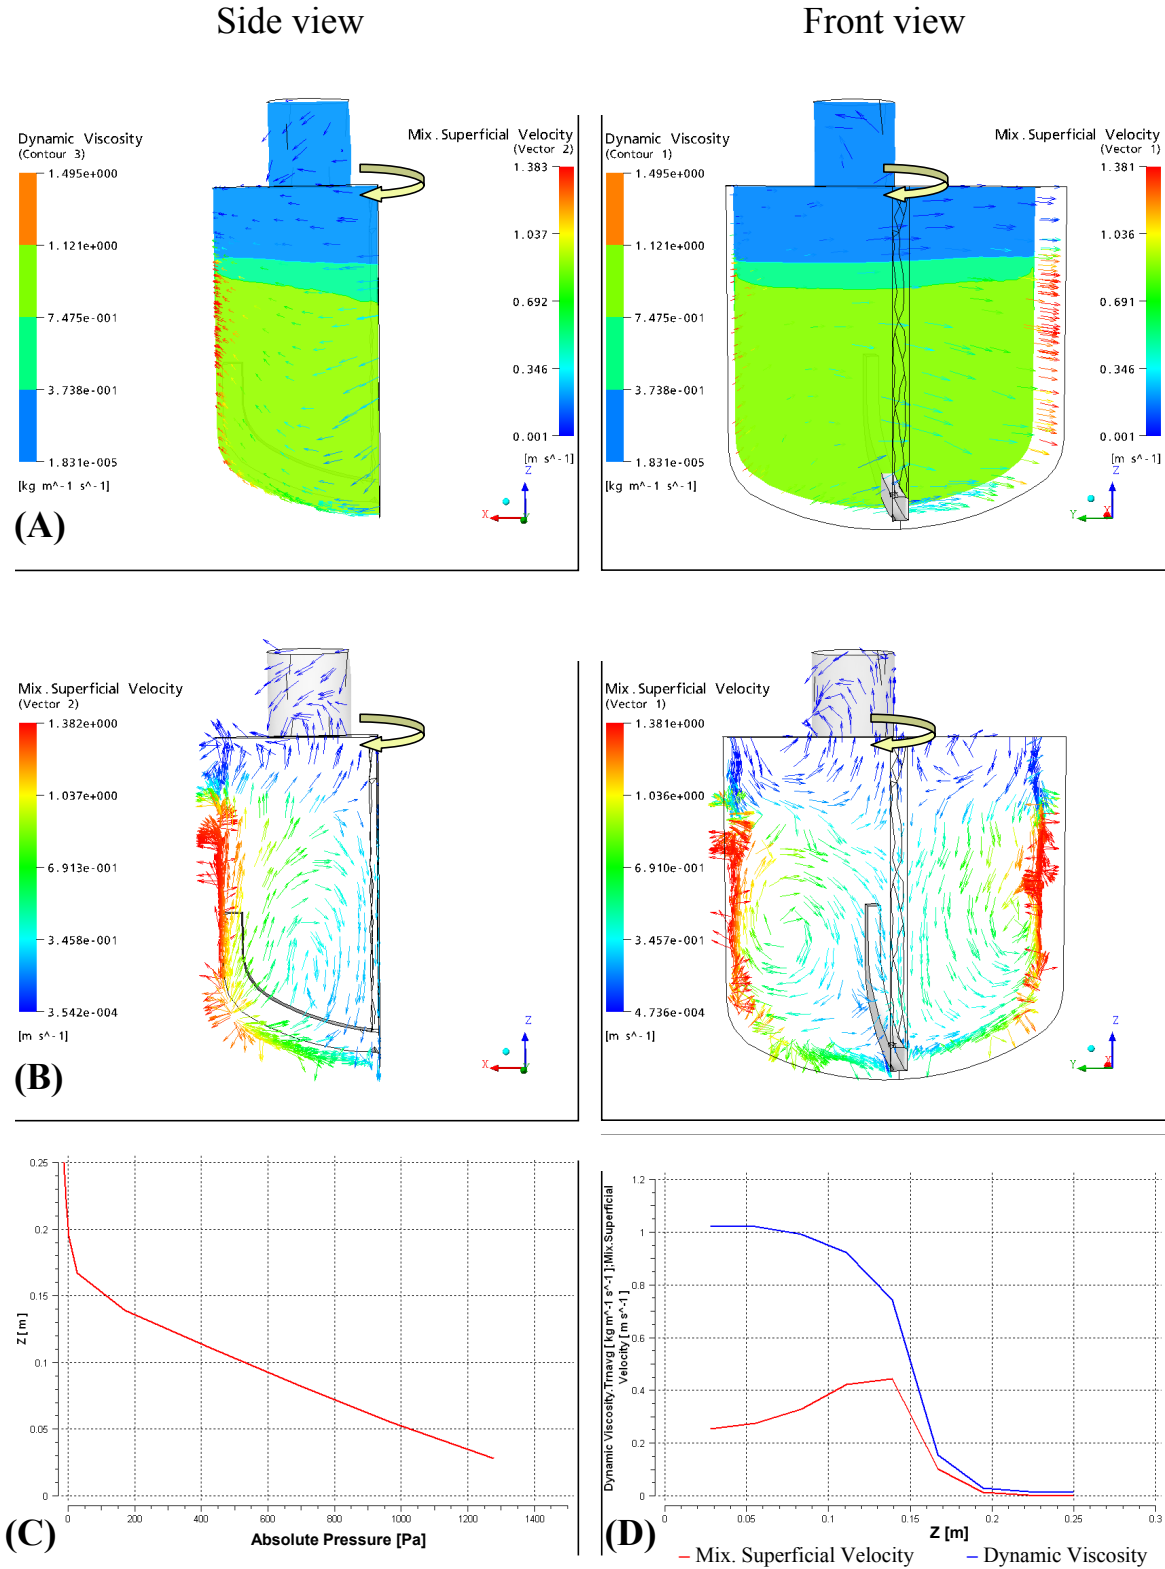 Side view
Front view
Dynamic Viscosity
(Contour 3)
1.495e+000
1.121e+000
7.475e-001
3.738e-001
1.831e-005
[kg m^-1 s^-1]
Mix.Superficial Velocity
(Vector 2)
1.383
1.037
0.692
0.346
0.001
[m s^-1]
Z
X
(A)
Dynamic Viscosity
(Contour 1)
1.495e+000
1.121e+000
7.475e-001
3.738e-001
1.831e-005
[kg m^-1 s^-1]
Mix.Superficial Velocity
(Vector 1)
1.381
1.036
0.691
0.346
0.001
[m s^-1]
Z
Y
X
Mix.Superficial Velocity
(Vector 2)
1.382e+000
1.037e+000
6.913e-001
3.458e-001
3.542e-004
[m s^-1]
Z
X
(B)
Mix.Superficial Velocity
(Vector 1)
1.381e+000
1.036e+000
6.910e-001
3.457e-001
4.736e-004
[m s^-1]
Z
Y
X
0.25
0.2
0.15
0.1
0.05
0
Z [ m ]
0 200 400 600 800 1000 1200 1400
Absolute Pressure [Pa]
(C)
Dynamic Viscosity.Trnavg [ kg m^-1 s^-1 ];Mix.Superficial
Velocity [ m s^-1 ]
1.2
1
0.8
0.6
0.4
0.2
0
0 0.05 0.1 0.15 0.2 0.25 0.3
Z [m]
(D)
Mix. Superficial Velocity
Dynamic Viscosity